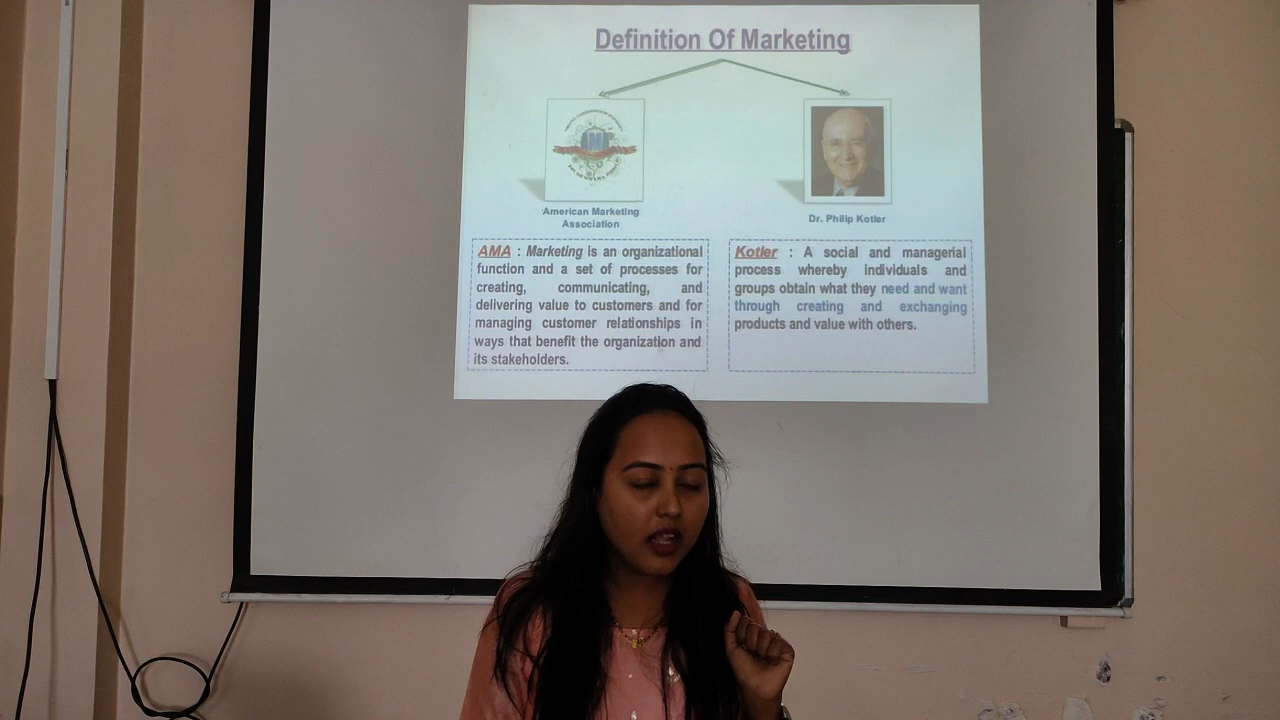 Definition Of Marketing
American Marketing
Association
Dr. Philip Kotler
AMA : Marketing is an organizational
function and a set of processes for
creating, communicating, and
delivering value to customers and for
managing customer relationships in
ways that benefit the organization and
its stakeholders.
Kotler : A social and managerial
process whereby individuals and
groups obtain what they need and want
through creating and exchanging
products and value with others.